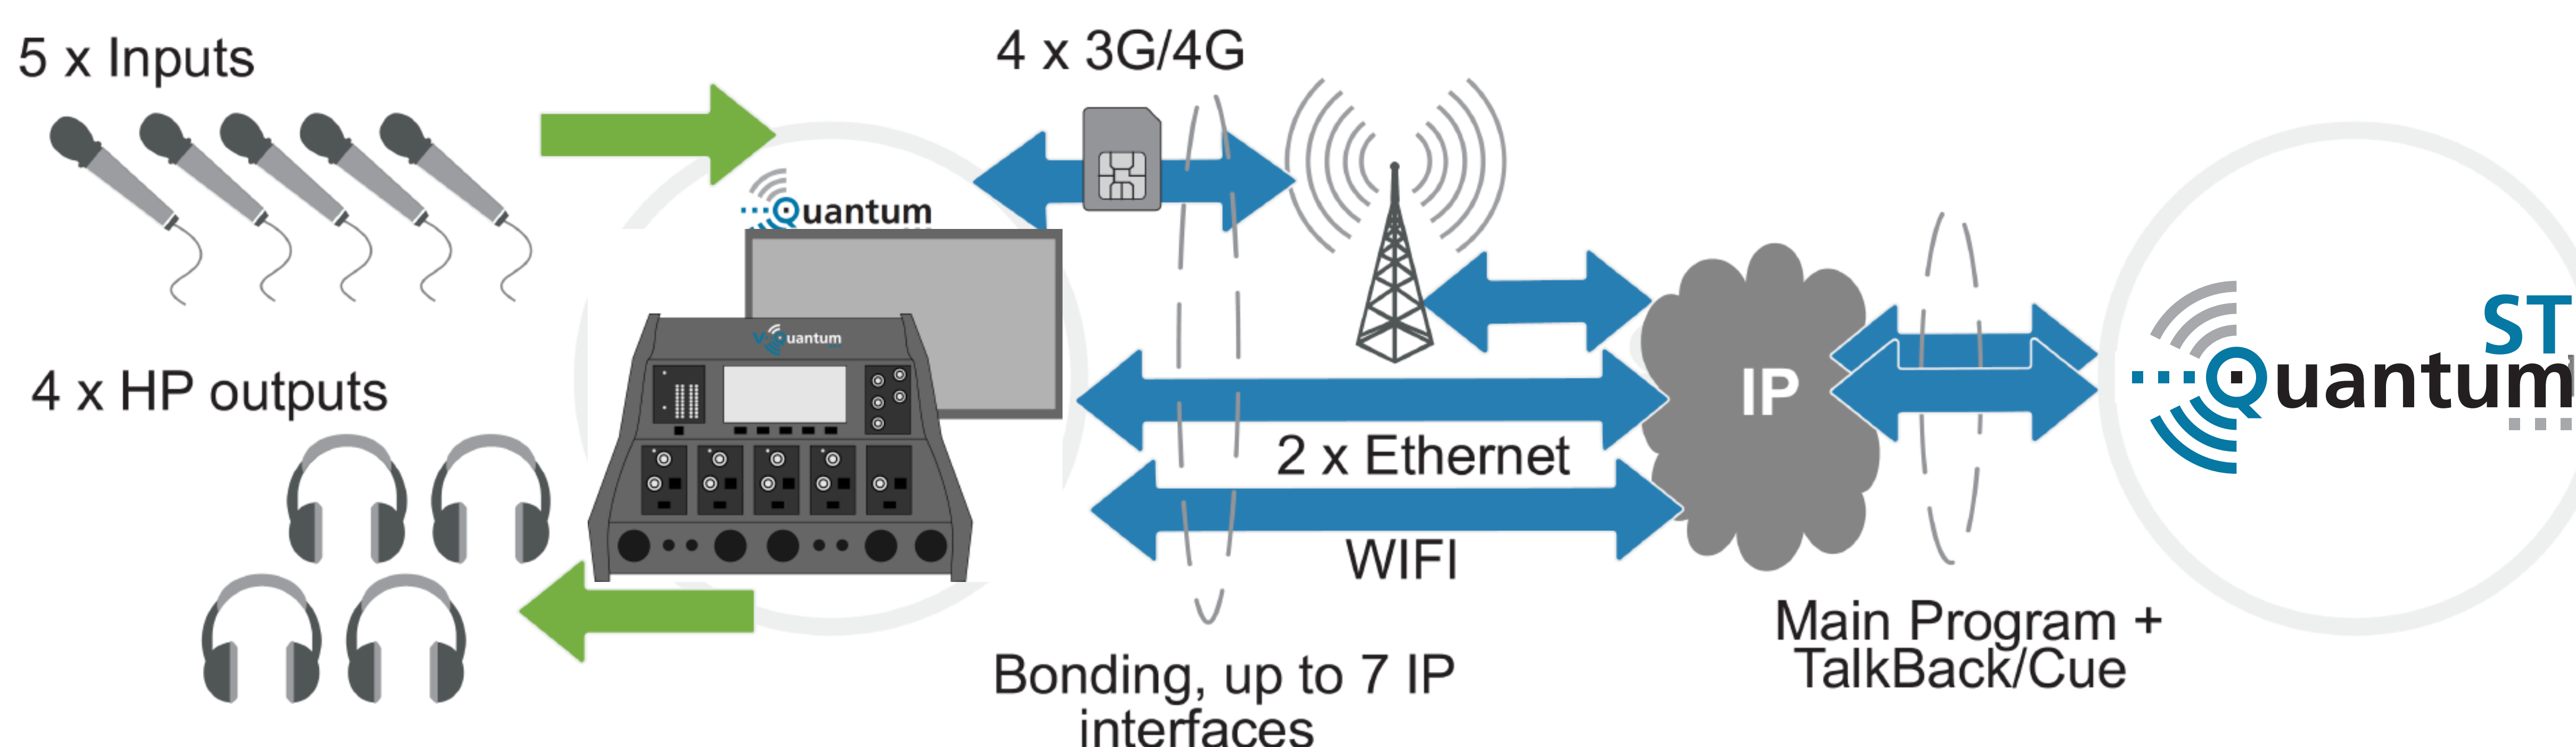 5 x Inputs
4 x 3G/4G
Quantum
4 x HP outputs
V Quantum
IP
ST
Quantum
2 x Ethernet
WIFI
Main Program +
TalkBack/Cue
Bonding, up to 7 IP
interfaces